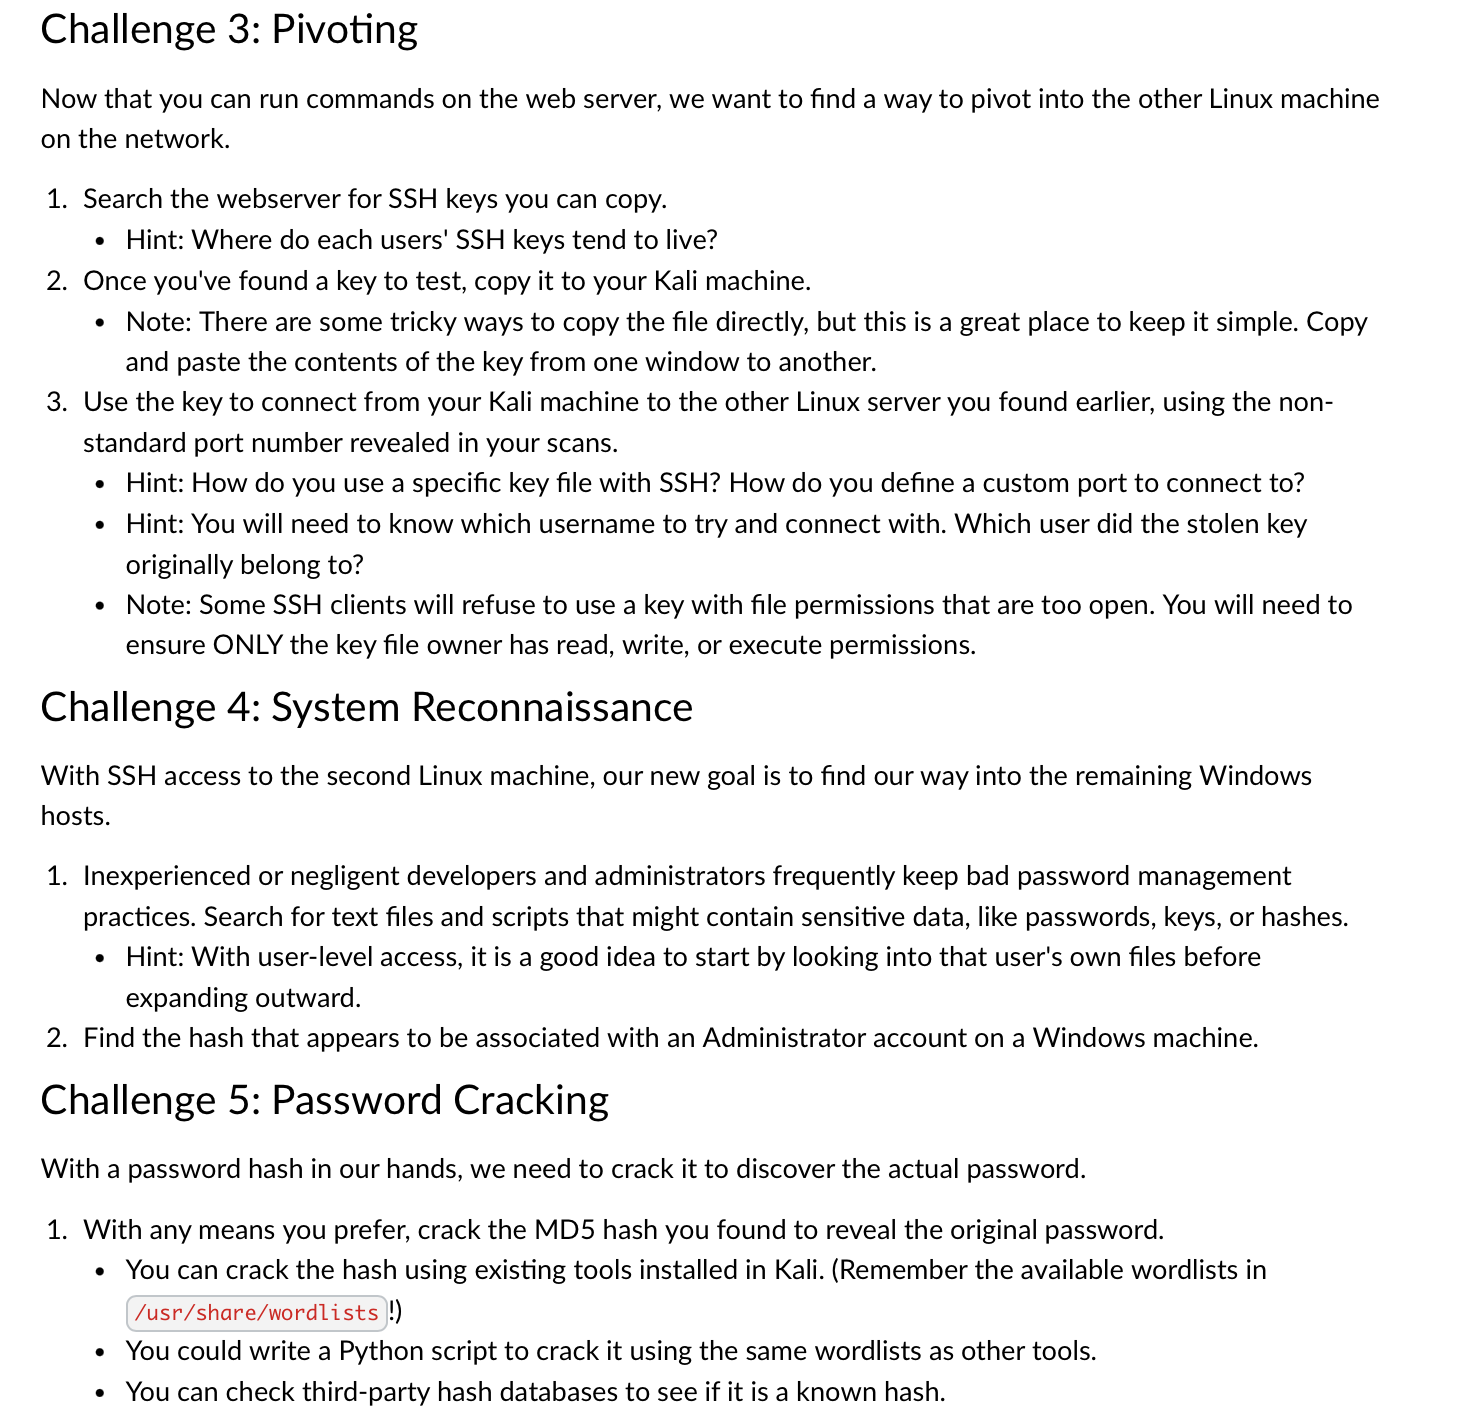 Challenge 3: Pivoting
Now that you can run commands on the web server, we want to find a way to pivot into the other Linux machine
on the network.
1. Search the webserver for SSH keys you can copy.
• Hint: Where do each users' SSH keys tend to live?
2. Once you've found a key to test, copy it to your Kali machine.
• Note: There are some tricky ways to copy the file directly, but this is a great place to keep it simple. Copy
and paste the contents of the key from one window to another.
3. Use the key to connect from your Kali machine to the other Linux server you found earlier, using the non-
standard port number revealed in your scans.
• Hint: How do you use a specific key file with SSH? How do you define a custom port to connect to?
• Hint: You will need to know which username to try and connect with. Which user did the stolen key
originally belong to?
• Note: Some SSH clients will refuse to use a key with file permissions that are too open. You will need to
ensure ONLY the key file owner has read, write, or execute permissions.
Challenge 4: System Reconnaissance
With SSH access to the second Linux machine, our new goal is to find our way into the remaining Windows
hosts.
1. Inexperienced or negligent developers and administrators frequently keep bad password management
practices. Search for text files and scripts that might contain sensitive data, like passwords, keys, or hashes.
• Hint: With user-level access, it is a good idea to start by looking into that user's own files before
expanding outward.
2. Find the hash that appears to be associated with an Administrator account on a Windows machine.
Challenge 5: Password Cracking
With a password hash in our hands, we need to crack it to discover the actual password.
1. With any means you prefer, crack the MD5 hash you found to reveal the original password.
• You can crack the hash using existing tools installed in Kali. (Remember the available wordlists in
/usr/share/wordlists!)
• You could write a Python script to crack it using the same wordlists as other tools.
• You can check third-party hash databases to see if it is a known hash.